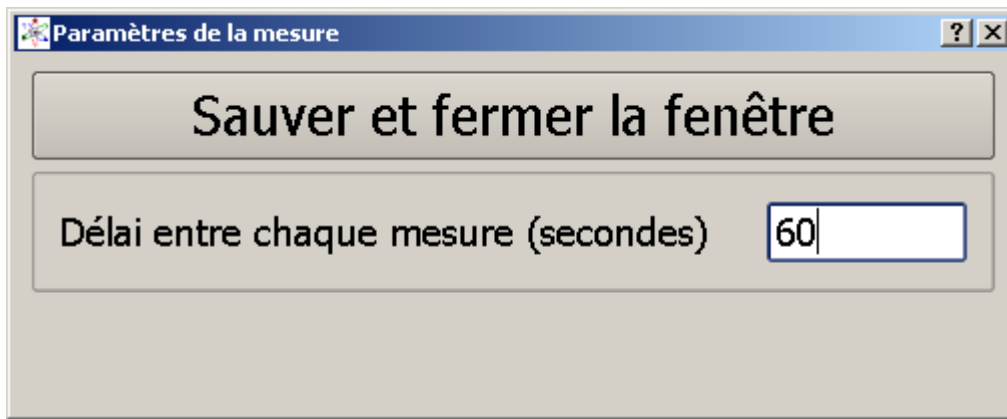 Paramètres de la mesure
Sauver et fermer la fenêtre
Délai entre chaque mesure (secondes) 60